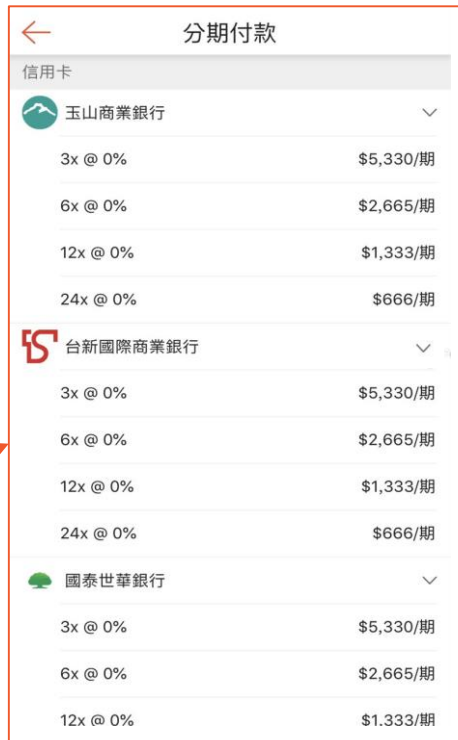 分期付款
信用卡
玉山商業銀行
3x @ 0% $5,330/期
6x @ 0% $2,665/期
12x @ 0% $1,333/期
24x @ 0% $666/期
台新國際商業銀行
3x @ 0% $5,330/期
6x @ 0% $2,665/期
12x @ 0% $1,333/期
24x @ 0% $666/期
國泰世華銀行
3x @ 0% $5,330/期
6x @ 0% $2,665/期
12x @ 0% $1,333/期